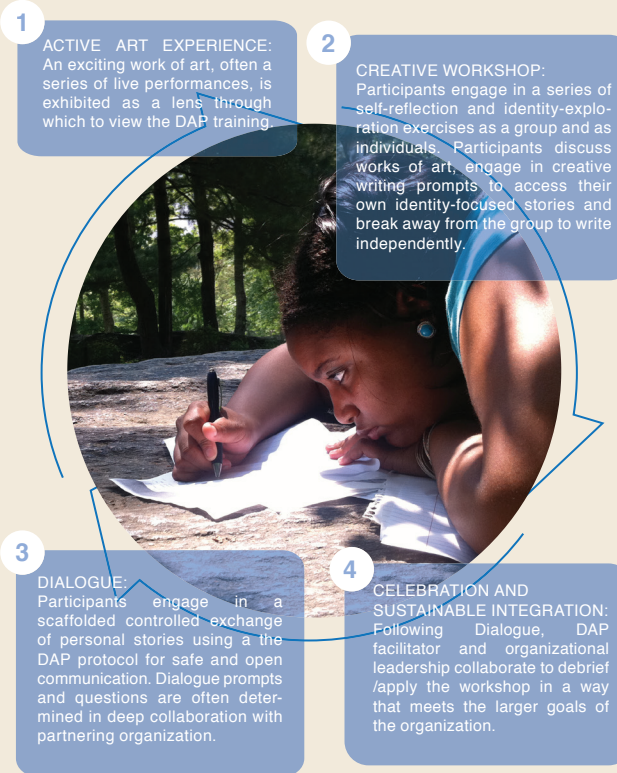 1
ACTIVE ART EXPERIENCE:
An exciting work of art, often a
series of live performances, is
exhibited as a lens through
which to view the DAP training.
2
CREATIVE WORKSHOP:
Participants engage in a series of
self-reflection and identity-explo-
ration exercises as a group and as
individuals. Participants discuss
works of art, engage in creative
writing prompts to access their
own identity-focused stories and
break away from the group to write
independently.
3
DIALOGUE:
Participants engage in a
scaffolded controlled exchange
of personal stories using a the
DAP protocol for safe and open
communication. Dialogue prompts
and questions are often deter-
mined in deep collaboration with
partnering organization.
4
CELEBRATION AND
SUSTAINABLE INTEGRATION:
Following Dialogue, DAP
facilitator and organizational
leadership collaborate to debrief
/apply the workshop in a way
that meets the larger goals of
the organization.